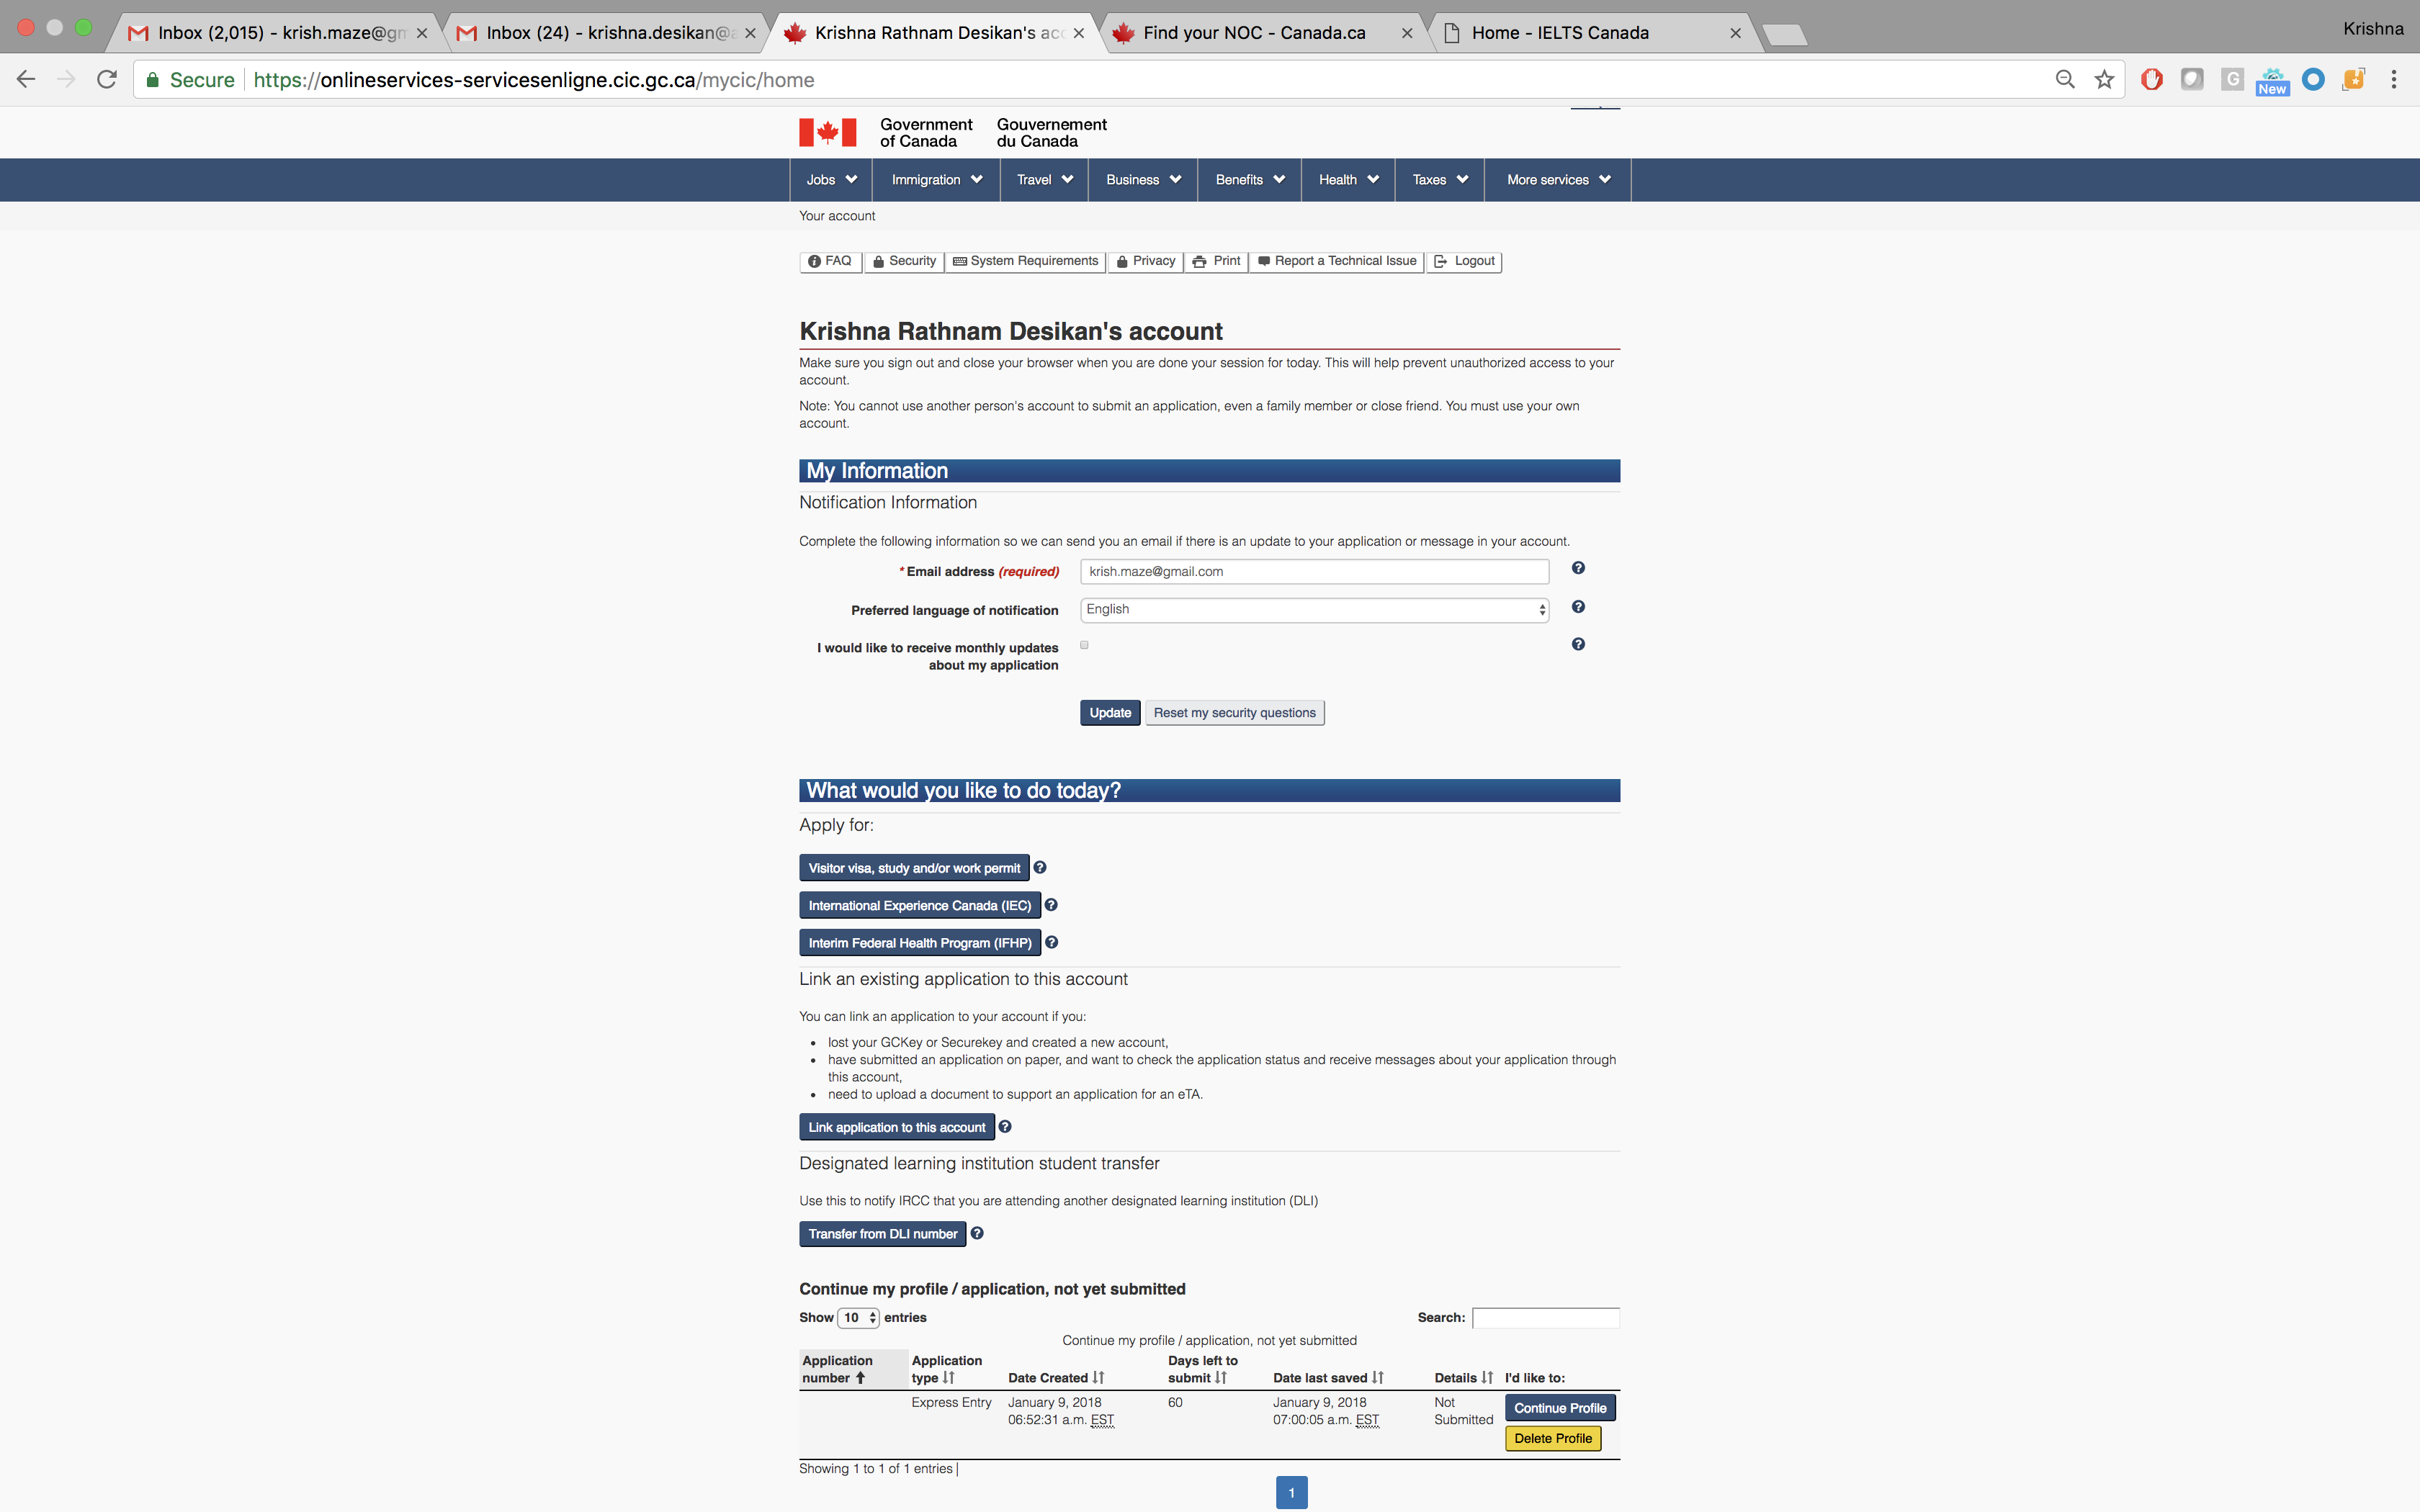 Inbox (2,015) - krish.maze@gm
Inbox (24) - krishna.desikan@a
Krishna Rathnam Desikan's acc
Find your NOC - Canada.ca
Home - IELTS Canada
Krishna
Secure
https://onlineservices-servicesenligne.cic.gc.ca/mycic/home
G
New
Government of Canada
Gouvernement du Canada
Jobs
Immigration
Travel
Business
Benefits
Health
Taxes
More services
Your account
FAQ
Security
System Requirements
Privacy
Print
Report a Technical Issue
Logout
Krishna Rathnam Desikan's account
Make sure you sign out and close your browser when you are done your session for today. This will help prevent unauthorized access to your
account.
Note: You cannot use another person's account to submit an application, even a family member or close friend. You must use your own
account.
My Information
Notification Information
Complete the following information so we can send you an email if there is an update to your application or message in your account.
* Email address (required)
krish.maze@gmail.com
Preferred language of notification
English
I would like to receive monthly updates
about my application
Update
Reset my security questions
What would you like to do today?
Apply for:
Visitor visa, study and/or work permit
International Experience Canada (IEC)
Interim Federal Health Program (IFHP)
Link an existing application to this account
You can link an application to your account if you:
• lost your GCKey or Securekey and created a new account,
• have submitted an application on paper, and want to check the application status and receive messages about your application through
this account,
• need to upload a document to support an application for an eTA.
Link application to this account
Designated learning institution student transfer
Use this to notify IRCC that you are attending another designated learning institution (DLI)
Transfer from DLI number
Continue my profile / application, not yet submitted
Show 10 entries
Search:
Continue my profile / application, not yet submitted
Application number
Application type
Date Created
Days left to submit
Date last saved
Details
I'd like to:
Express Entry
January 9, 2018
06:52:31 a.m. EST
60
January 9, 2018
07:00:05 a.m. EST
Not
Submitted
Continue Profile
Delete Profile
Showing 1 to 1 of 1 entries |
1